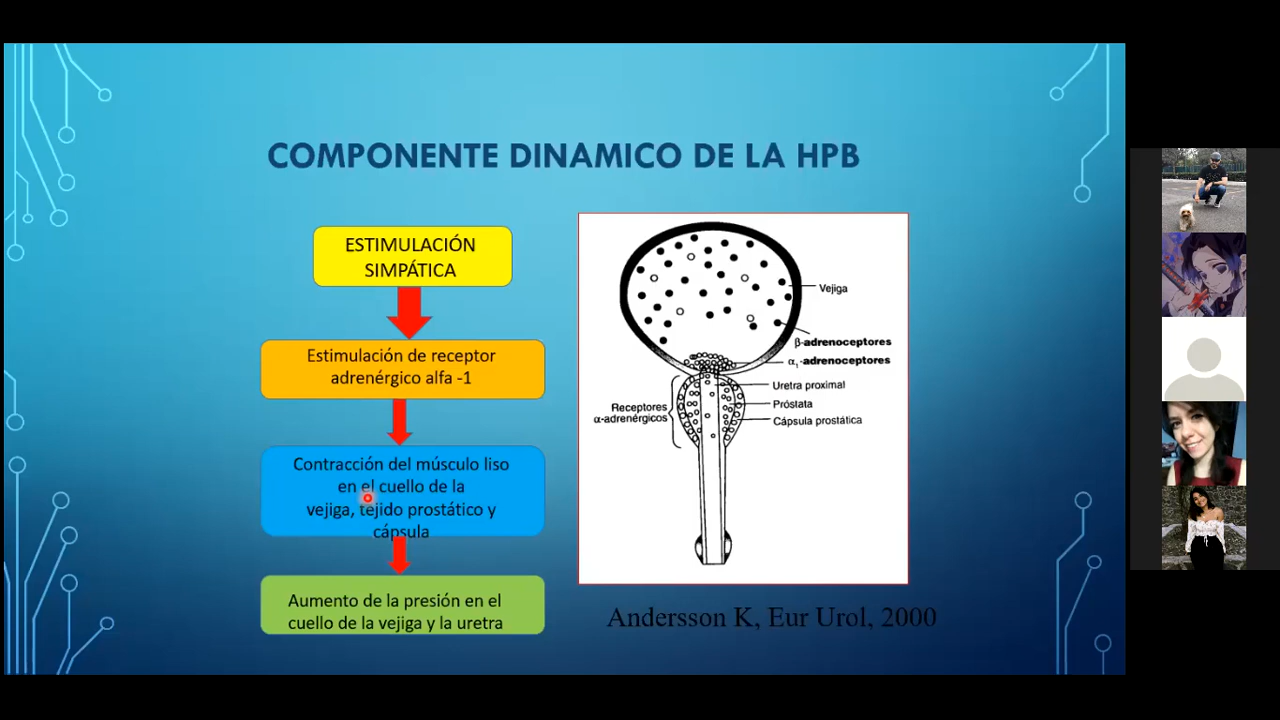 COMPONENTE DINAMICO DE LA HPB
ESTIMULACIÓN
SIMPÁTICA
Estimulación de receptor
adrenérgico alfa -1
Contracción del músculo liso
en el cuello de la
vejiga, tejido prostático y
cápsula
Aumento de la presión en el
cuello de la vejiga y la uretra
Vejiga
β-adrenoceptores
α₁-adrenoceptores
Uretra proximal
Próstata
Cápsula prostática
Receptores
α-adrenérgicos
Andersson K, Eur Urol, 2000